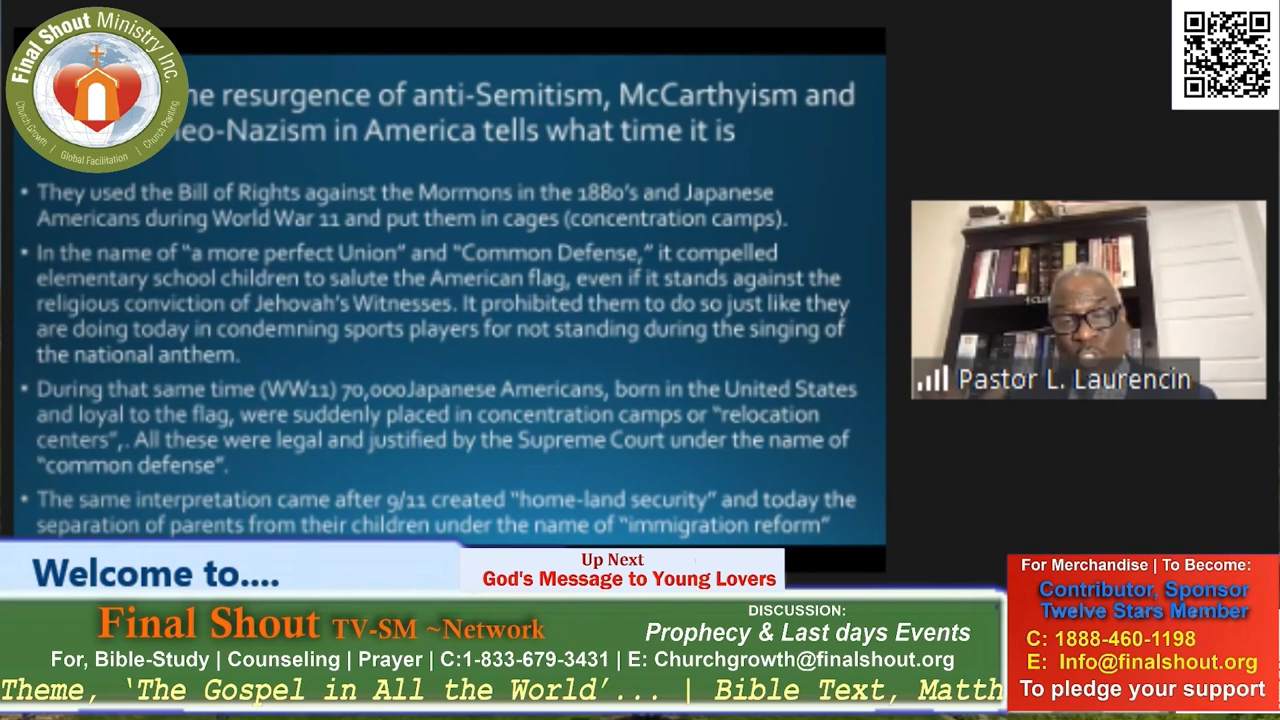 Final Shout Ministry Inc.
Church Growth | Global Facilitation | Church Planting
he resurgence of anti-Semitism, McCarthyism and
eo-Nazism in America tells what time it is
• They used the Bill of Rights against the Mormons in the 1880's and Japanese
Americans during World War 11 and put them in cages (concentration camps).
• In the name of "a more perfect Union" and "Common Defense," it compelled
elementary school children to salute the American flag, even if it stands against the
religious conviction of Jehovah's Witnesses. It prohibited them to do so just like they
are doing today in condemning sports players for not standing during the singing of
the national anthem.
• During that same time (WW11) 70,000Japanese Americans, born in the United States
and loyal to the flag, were suddenly placed in concentration camps or "relocation
centers",. All these were legal and justified by the Supreme Court under the name of
"common defense".
• The same interpretation came after 9/11 created "home-land security" and today the
separation of parents from their children under the name of "immigration reform"
Pastor L. Laurencin
Welcome to....
Up Next
God's Message to Young Lovers
Final Shout TV-SM ~Network
DISCUSSION:
Prophecy & Last days Events
For, Bible-Study | Counseling | Prayer | C:1-833-679-3431 | E: Churchgrowth@finalshout.org
Theme, ‘The Gospel in All the World’... | Bible Text, Matth
For Merchandise | To Become:
Contributor, Sponsor
Twelve Stars Member
C: 1888-460-1198
E: Info@finalshout.org
To pledge your support